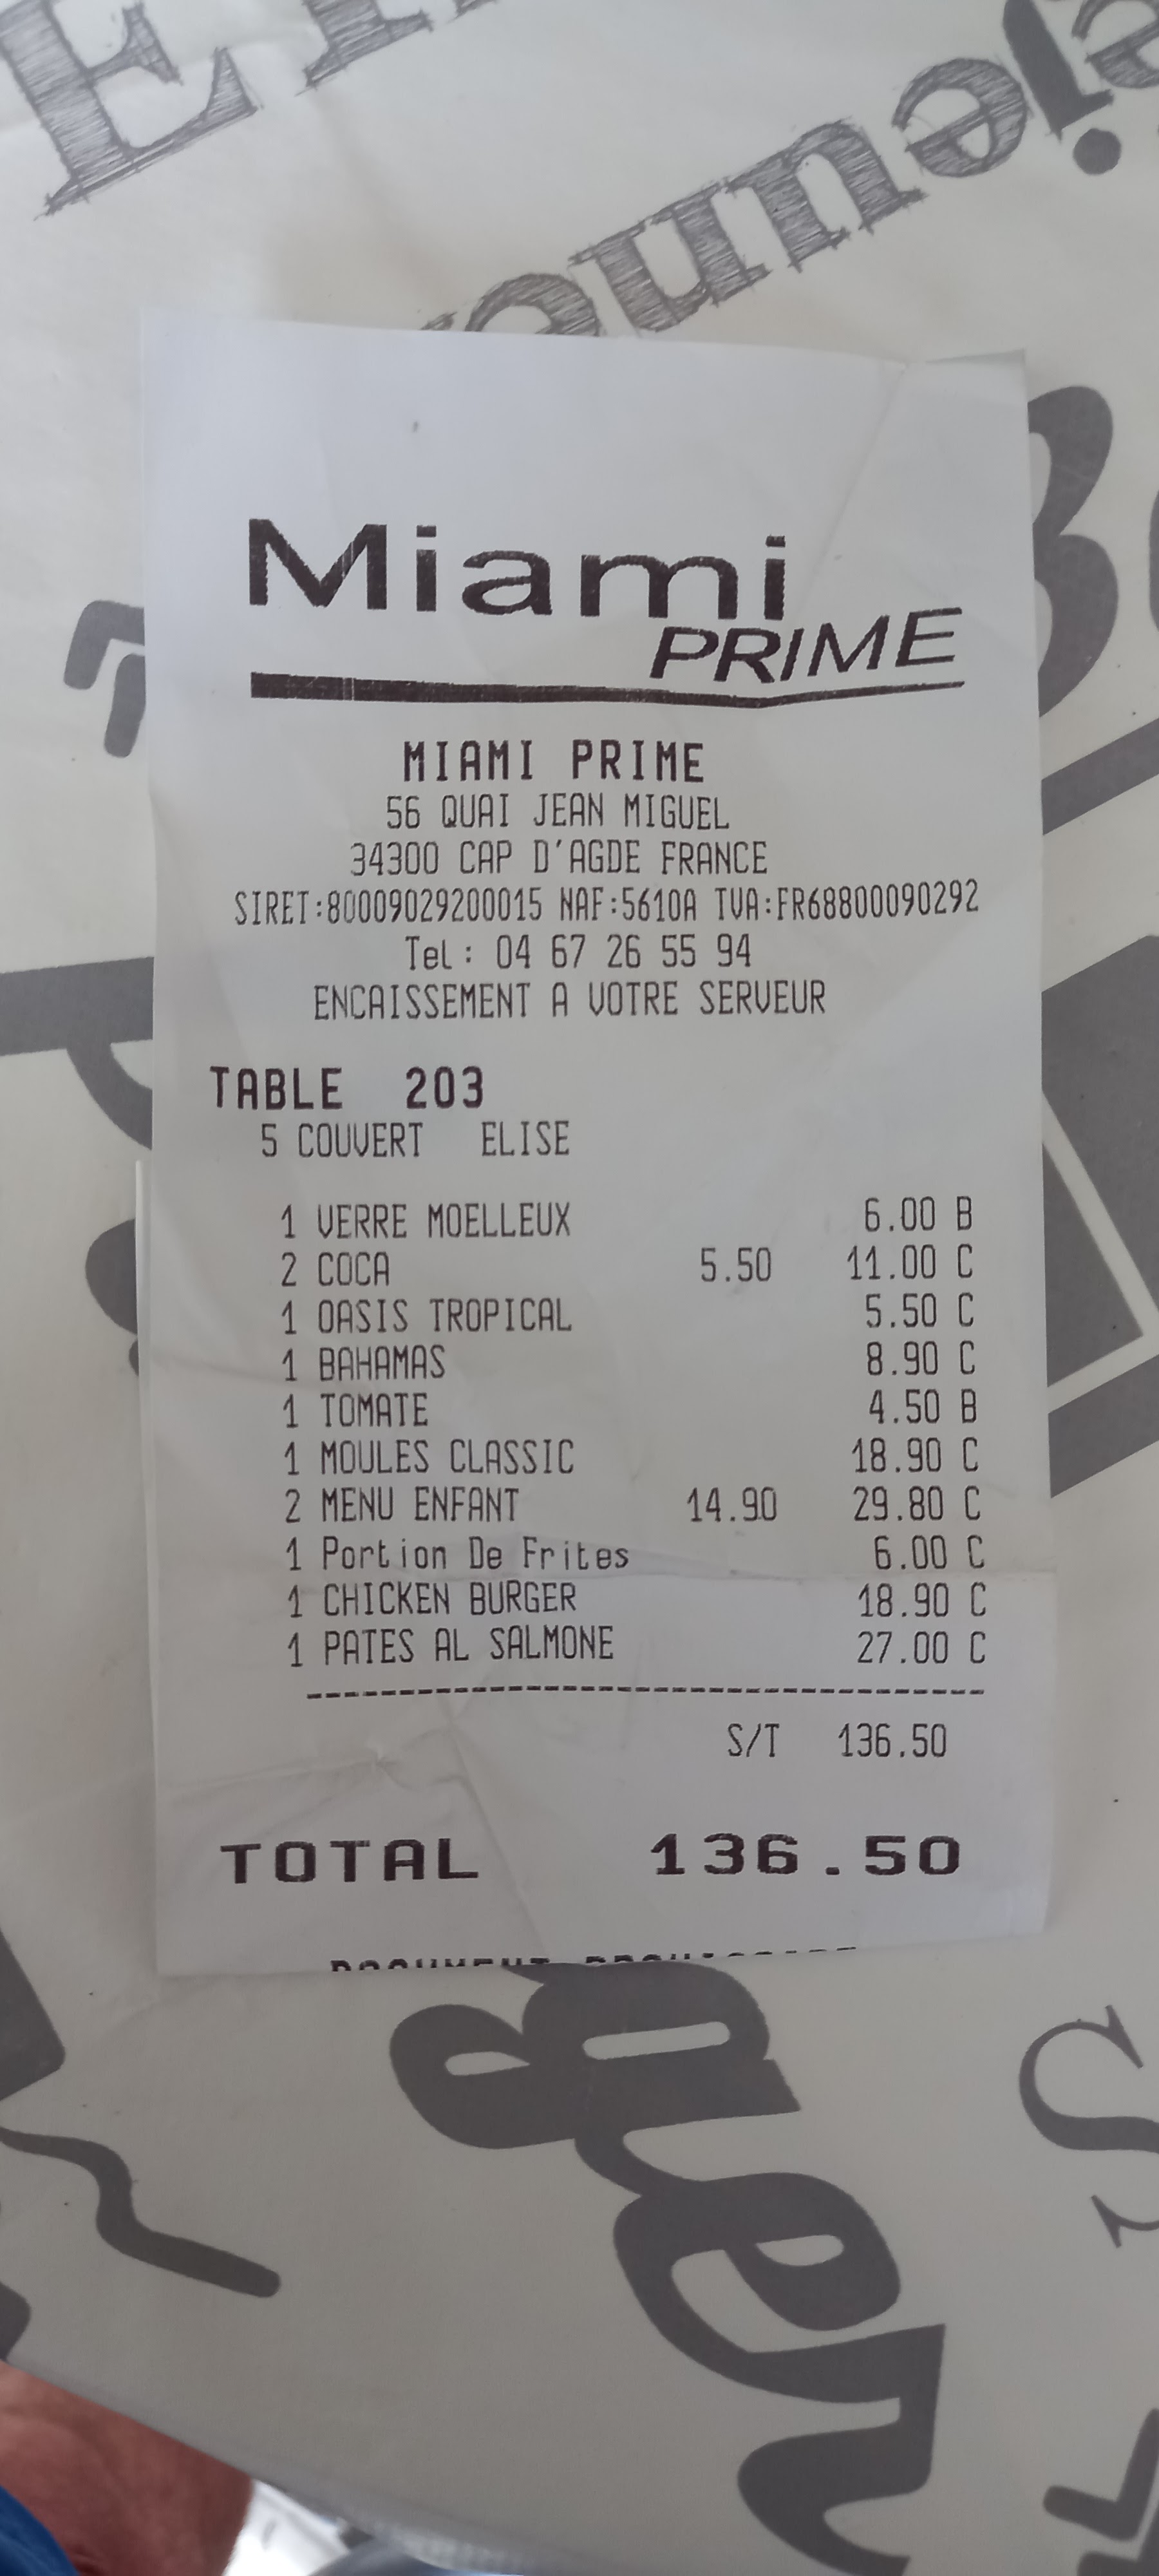 Miami
PRIME
MIAMI PRIME
56 QUAI JEAN MIGUEL
34300 CAP D'AGDE FRANCE
SIRET:80009029200015 NAF:5610A TVA:FR68800090292
Tel : 04 67 26 55 94
ENCAISSEMENT A VOTRE SERVEUR
TABLE 203
5 COUVERT ELISE
1 VERRE MOELLEUX 6.00 B
2 COCA 5.50 11.00 C
1 OASIS TROPICAL 5.50 C
1 BAHAMAS 8.90 C
1 TOMATE 4.50 B
1 MOULES CLASSIC 18.90 C
2 MENU ENFANT 14.90 29.80 C
1 Portion De Frites 6.00 C
1 CHICKEN BURGER 18.90 C
1 PATES AL SALMONE 27.00 C
S/T 136.50
TOTAL 136.50